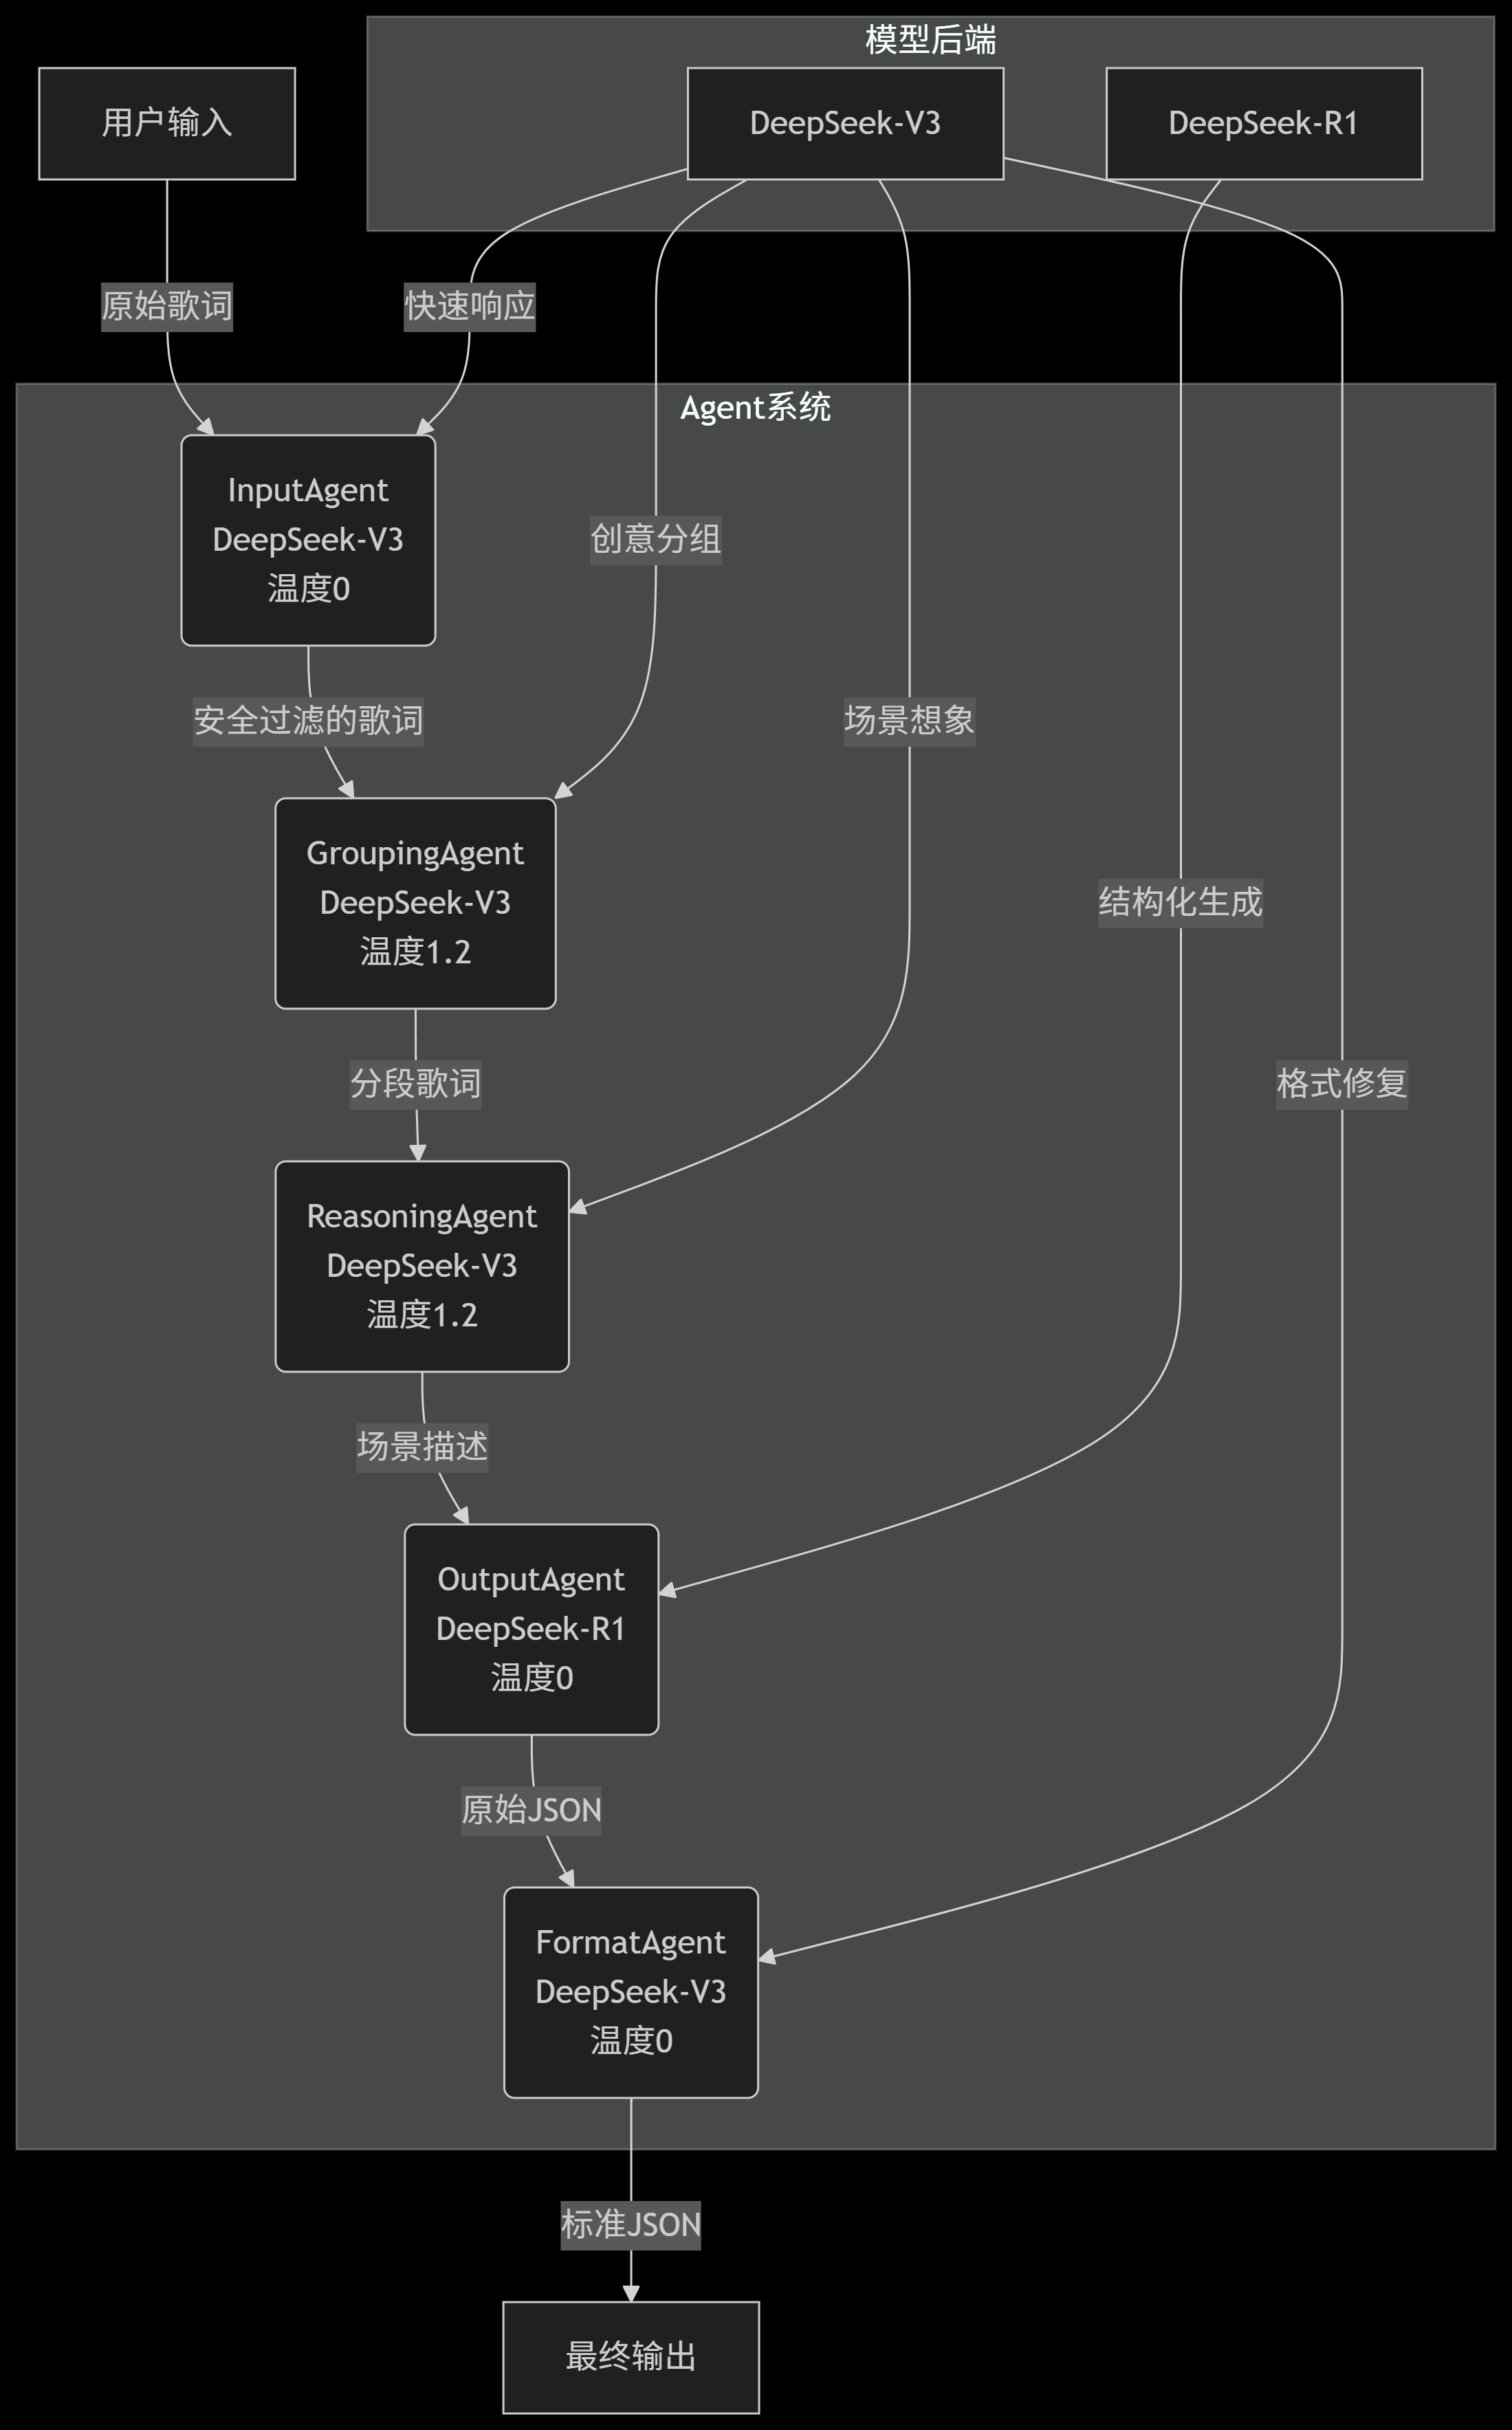 模型后端
用户输入
DeepSeek-V3
DeepSeek-R1
原始歌词
快速响应
Agent系统
InputAgent
DeepSeek-V3
温度0
创意分组
安全过滤的歌词
场景想象
GroupingAgent
DeepSeek-V3
温度1.2
结构化生成
分段歌词
格式修复
ReasoningAgent
DeepSeek-V3
温度1.2
场景描述
OutputAgent
DeepSeek-R1
温度0
原始JSON
FormatAgent
DeepSeek-V3
温度0
标准JSON
最终输出